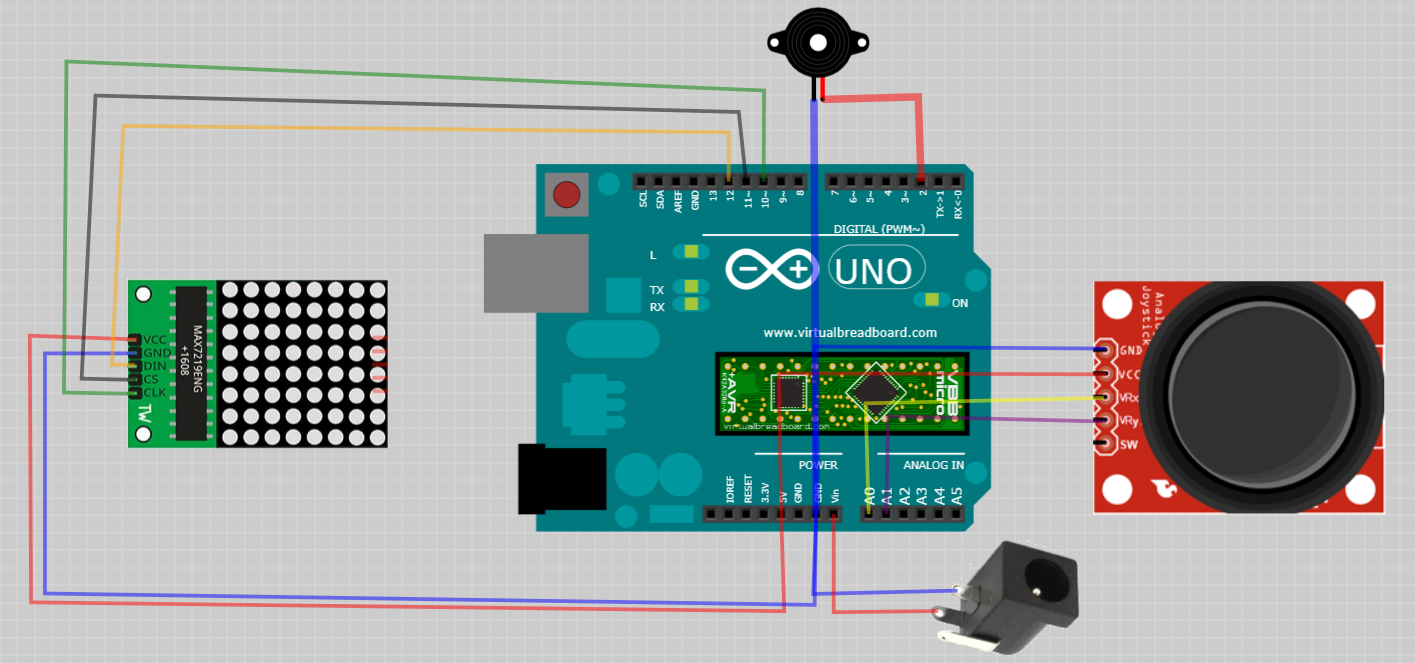 SCL
SDA
AREF
GND
13
12
11~
10~
9~
8
7
6~
5~
4
3~
2
TX->1
RX<-0
DIGITAL (PWM~)
L
TX
RX
UNO
ON
www.virtualbreadboard.com
AVR
VBB
micro
virtualbreadboard.com
POWER
ANALOG IN
IOREF
RESET
3.3V
5V
GND
GND
Vin
A0
A1
A2
A3
A4
A5
VCC
GND
DIN
CS
CLK
MAX7219ENG
+1608
TW
Joystick
GND
VCC
VRx
VRy
SW